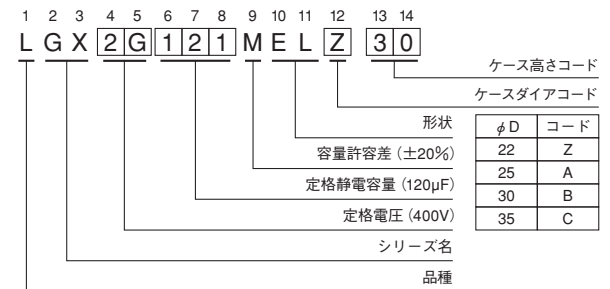 1 2 3 4 5 6 7 8 9 10 11 12 13 14
L G X 2 G 1 2 1 M E L Z 3 0
ケース高さコード
ケースダイアコード
形状
容量許容差 (±20%)
定格静電容量 (120µF)
定格電圧 (400V)
シリーズ名
品種
φD コード
22 Z
25 A
30 B
35 C